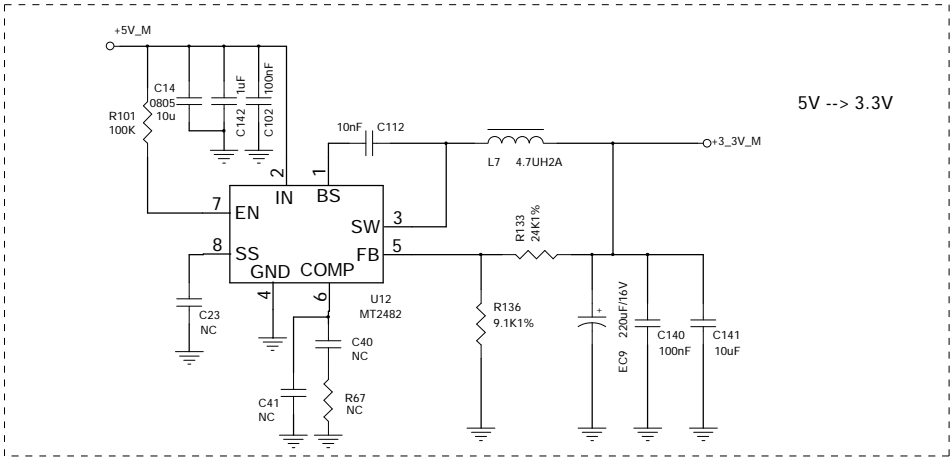 +5V_M
C14
0805
10u
1uF
C142
100nF
C102
R101
100K
5V --> 3.3V
10nF
C112
L7 4.7UH2A
+3_3V_M
2
1
IN
BS
7
EN
SW
3
8
SS
FB
5
GND
COMP
4
6
U12
MT2482
R133
24K1%
C23
NC
R136
9.1K1%
+
EC9 220uF/16V
C140
100nF
C141
10uF
C40
NC
C41
NC
R67
NC